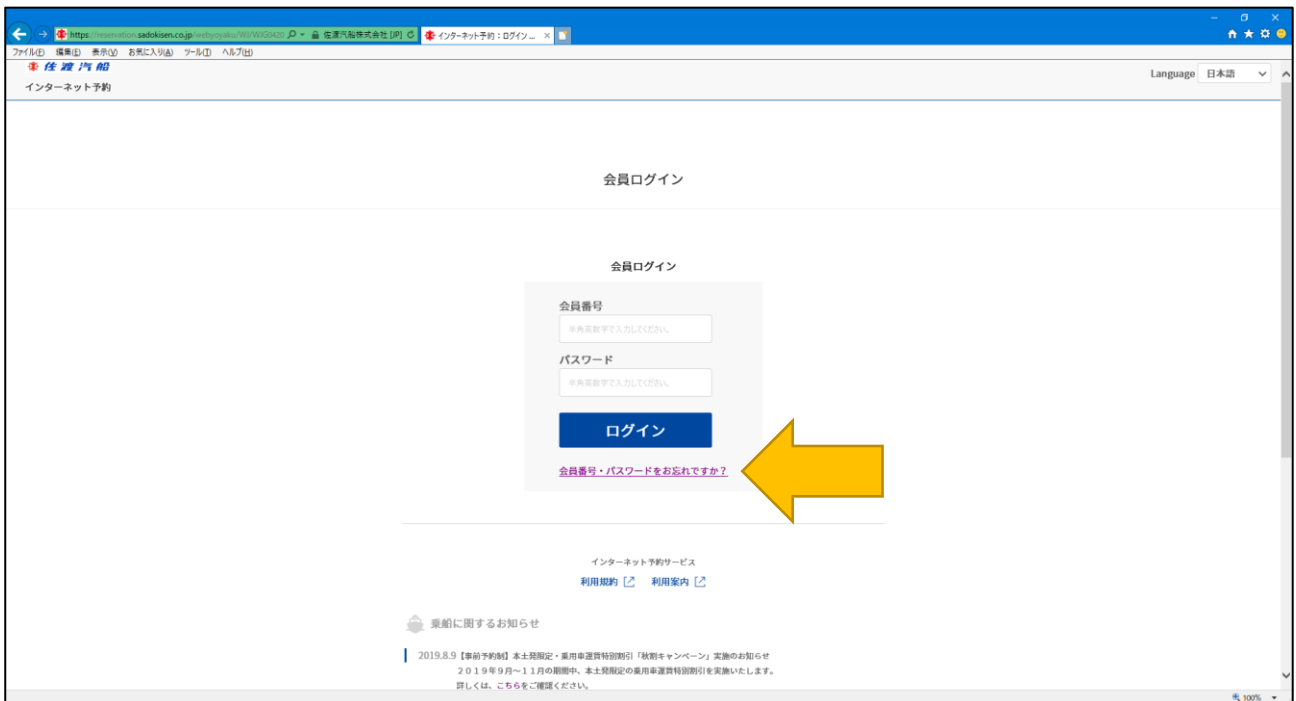 https://reservation.sadokisen.co.jp/webyoyaku/WJ/WJG0420
佐渡汽船株式会社 [JP]
インターネット予約：ログイン ...
ファイル(F) 編集(E) 表示(V) お気に入り(A) ツール(T) ヘルプ(H)
佐渡汽船
インターネット予約
Language 日本語
会員ログイン
会員ログイン
会員番号
半角英数字で入力してください。
パスワード
半角英数字で入力してください。
ログイン
会員番号・パスワードをお忘れですか？
インターネット予約サービス
利用規約 利用案内
乗船に関するお知らせ
2019.8.9【事前予約制】本土発限定・乗用車運賃特別割引「秋割キャンペーン」実施のお知らせ
２０１９年９月～１１月の期間中、本土発限定の乗用車運賃特別割引を実施いたします。
詳しくは、こちらをご確認ください。
100%